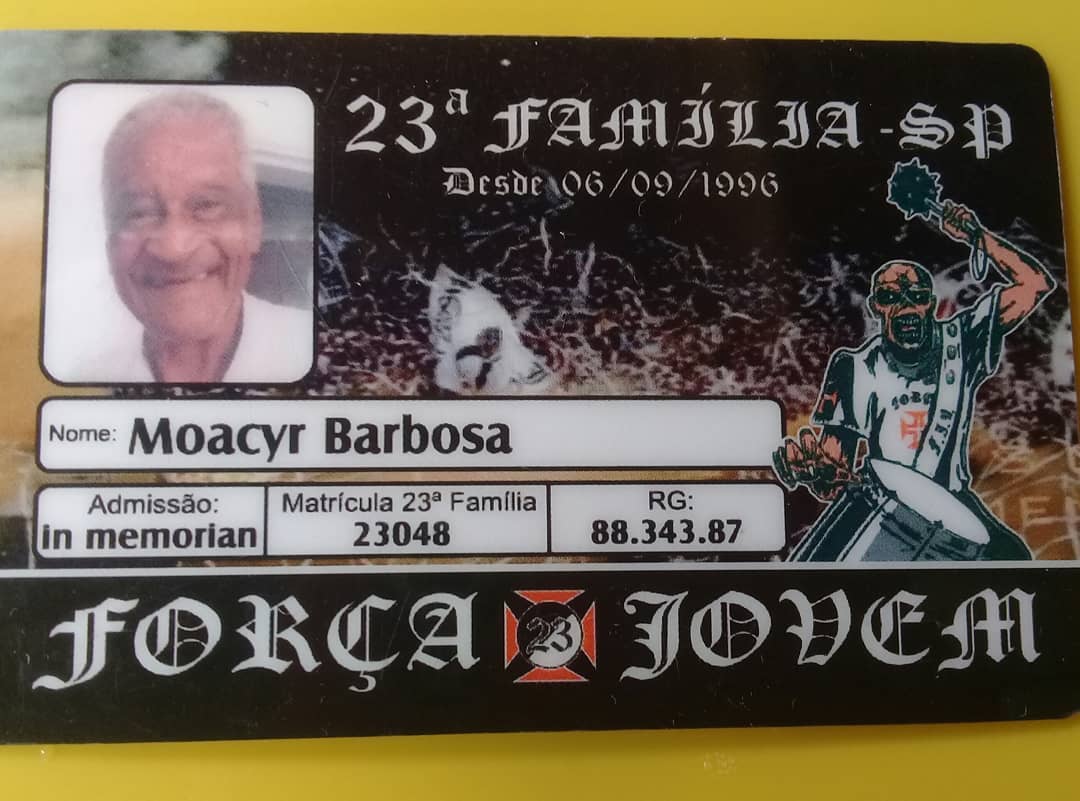 23ª FAMÍLIA-SP
Desde 06/09/1996
Nome: Moacyr Barbosa
Admissão:
in memorian
Matrícula 23ª Família
23048
RG:
88.343.87
FORÇA 23 JOVEM